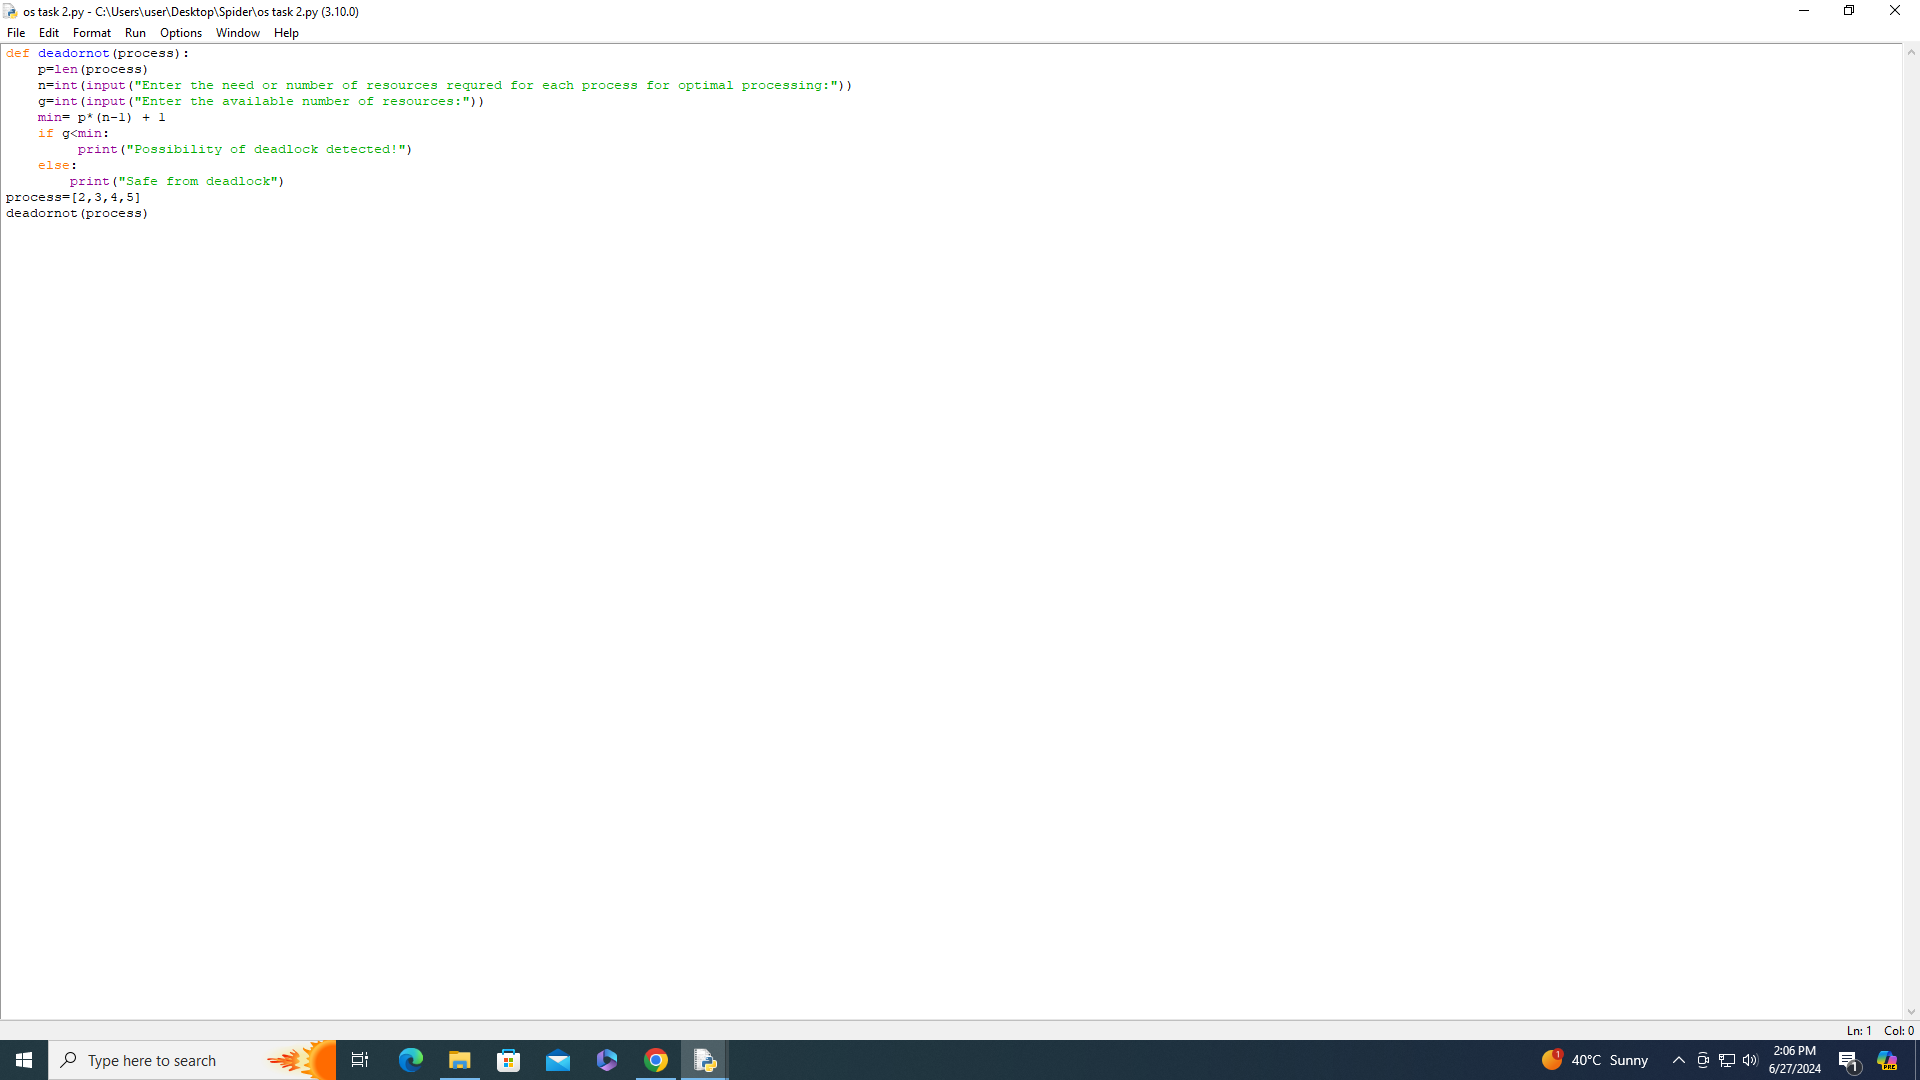 os task 2.py - C:\Users\user\Desktop\Spider\os task 2.py (3.10.0)
File Edit Format Run Options Window Help
def deadornot(process):
    p=len(process)
    n=int(input("Enter the need or number of resources requred for each process for optimal processing:"))
    g=int(input("Enter the available number of resources:"))
    min= p*(n-1) + 1
    if g<min:
         print("Possibility of deadlock detected!")
    else:
        print("Safe from deadlock")
process=[2,3,4,5]
deadornot(process)
Ln: 1 Col: 0
Type here to search
1
40°C Sunny
2:06 PM
6/27/2024
1
PRE